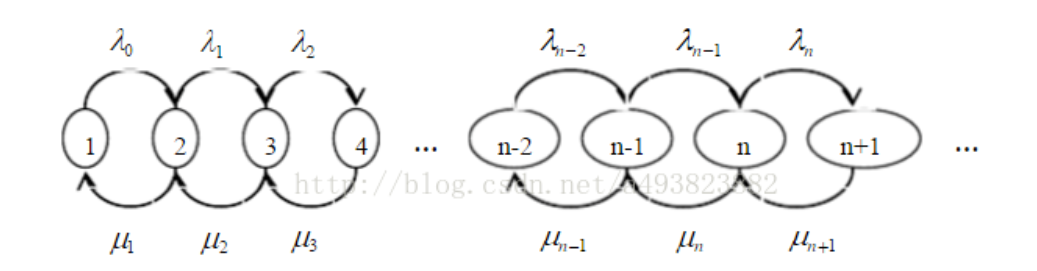 λ0 λ1 λ2 λn−2 λn−1 λn
1 2 3 4 ... n-2 n-1 n n+1 ...
μ1 μ2 μ3 μn−1 μn μn+1